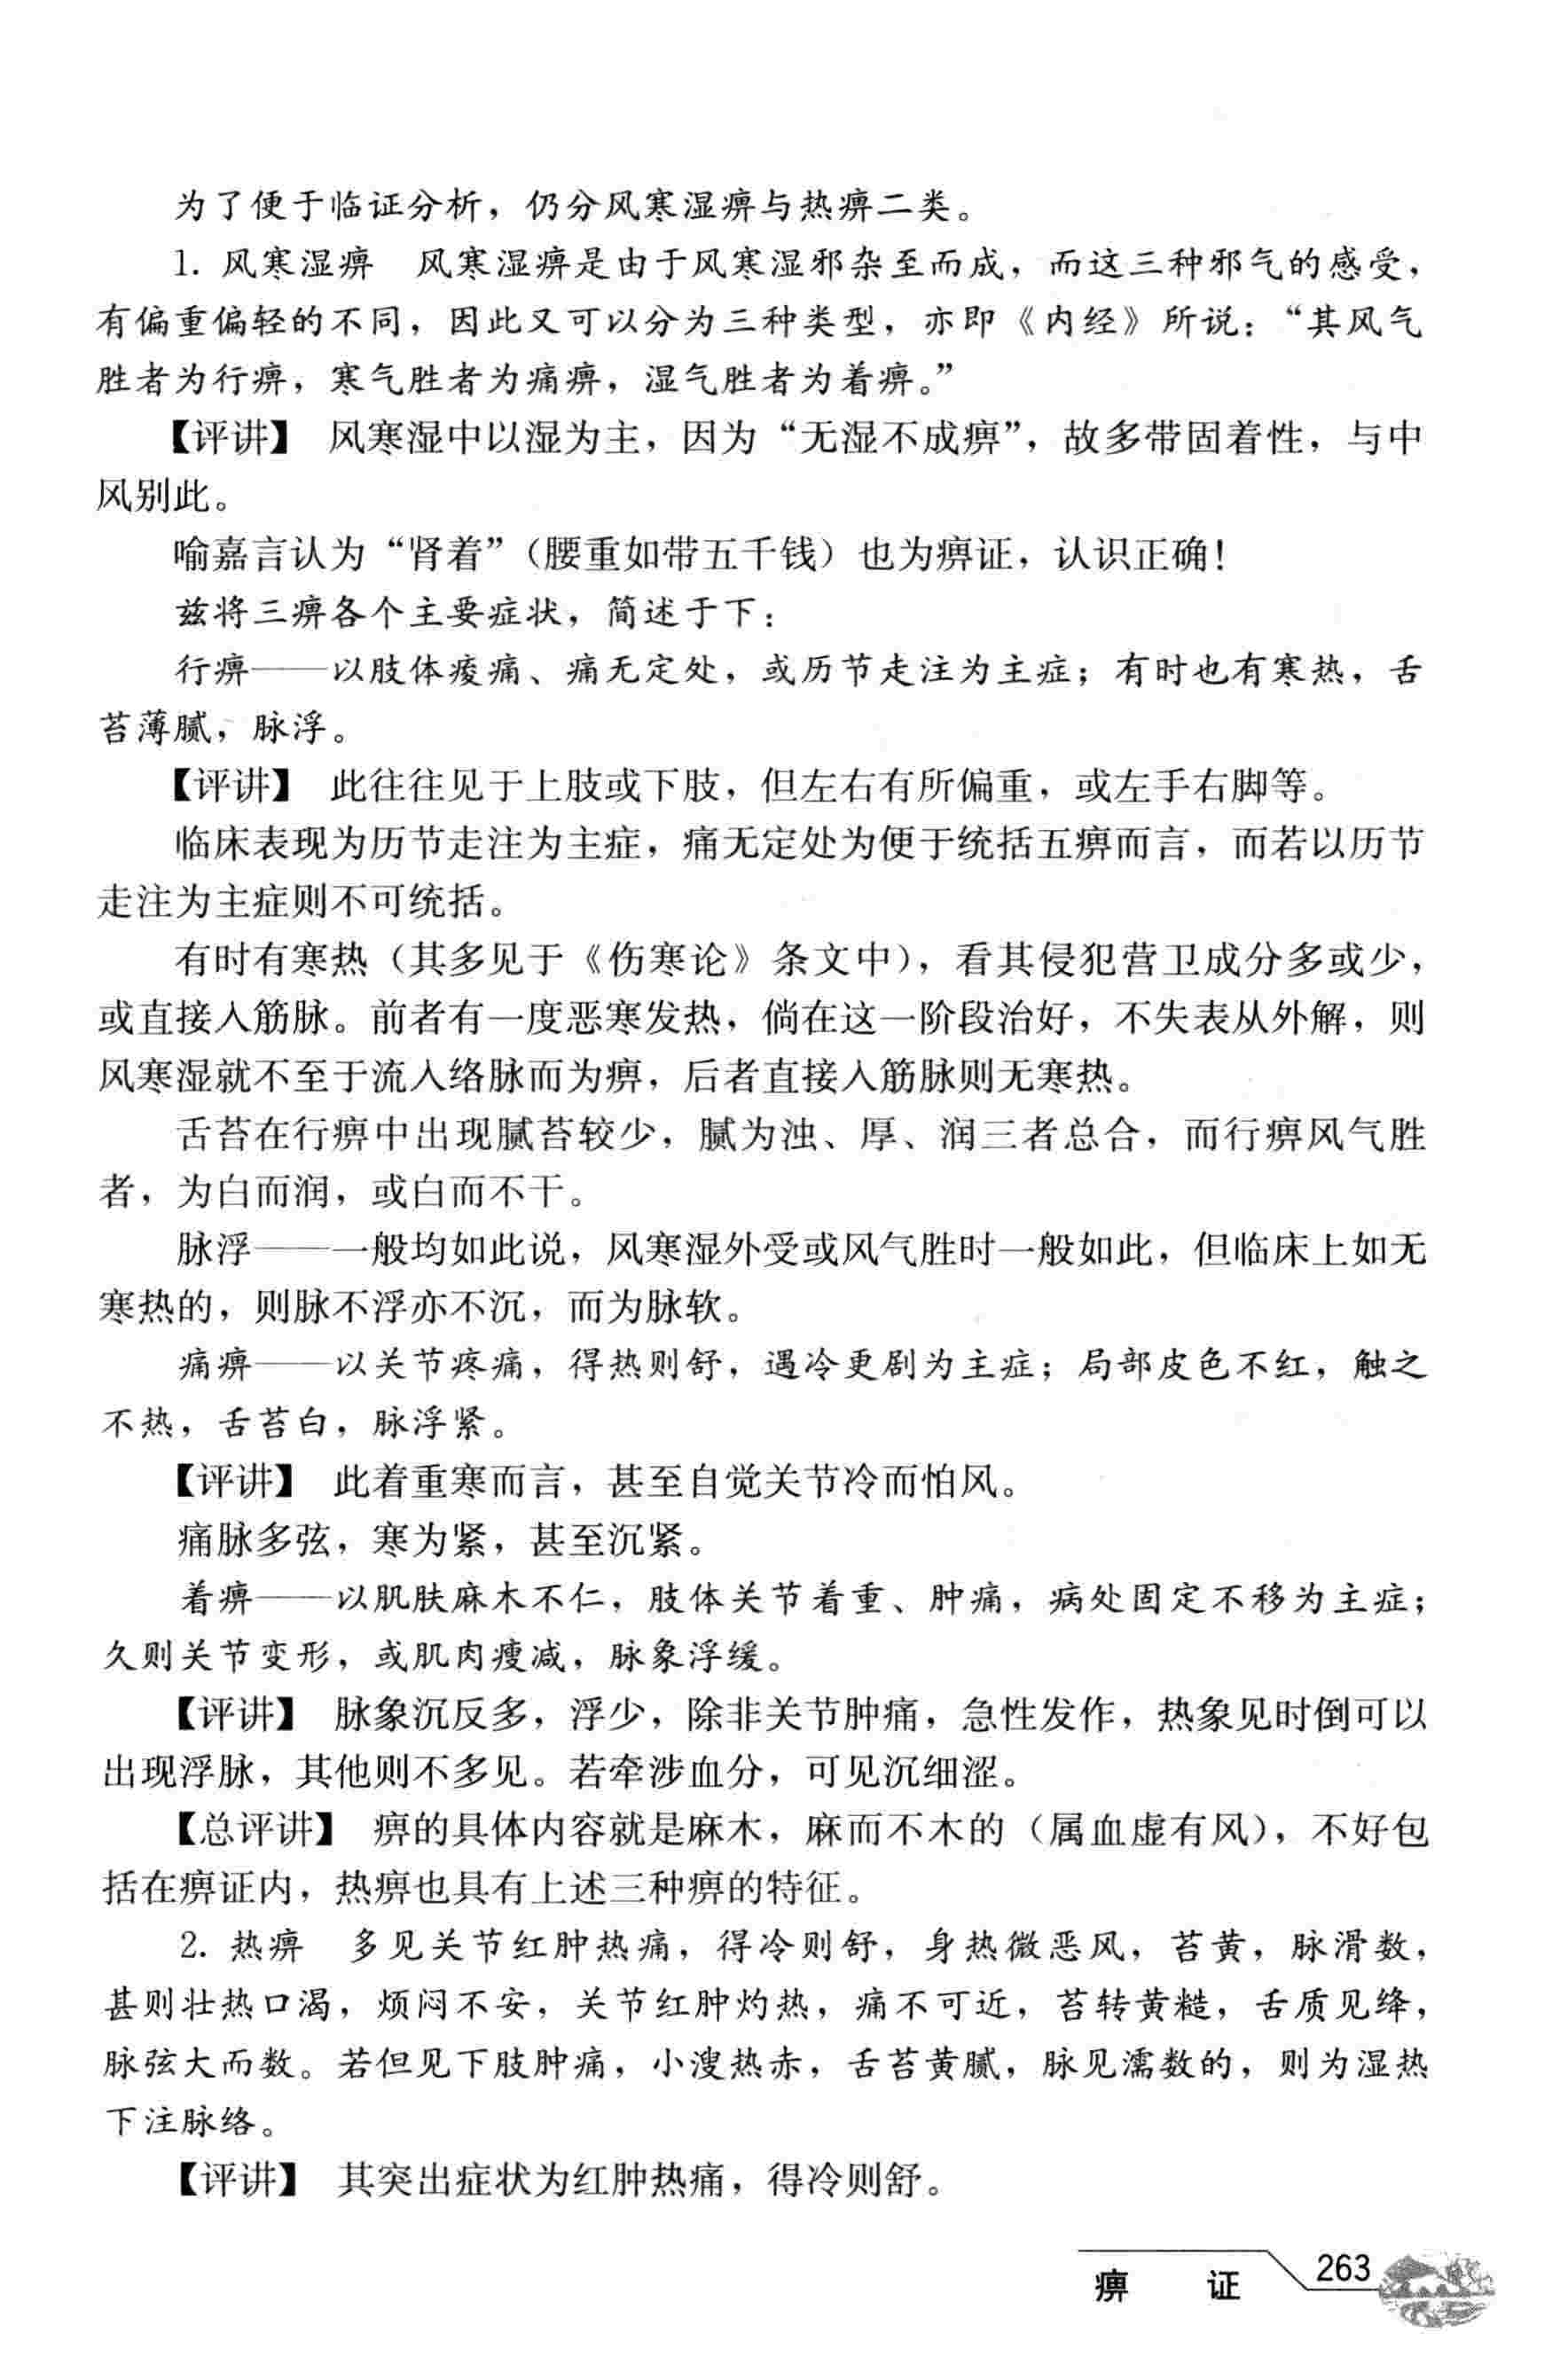 为了便于临证分析，仍分风寒湿痹与热痹二类。
1. 风寒湿痹　风寒湿痹是由于风寒湿邪杂至而成，而这三种邪气的感受，
有偏重偏轻的不同，因此又可以分为三种类型，亦即《内经》所说：“其风气
胜者为行痹，寒气胜者为痛痹，湿气胜者为着痹。”
【评讲】 风寒湿中以湿为主，因为“无湿不成痹”，故多带固着性，与中
风别此。
喻嘉言认为“肾着”（腰重如带五千钱）也为痹证，认识正确！
兹将三痹各个主要症状，简述于下：
行痹——以肢体痠痛、痛无定处，或历节走注为主症；有时也有寒热，舌
苔薄腻，脉浮。
【评讲】 此往往见于上肢或下肢，但左右有所偏重，或左手右脚等。
临床表现为历节走注为主症，痛无定处为便于统括五痹而言，而若以历节
走注为主症则不可统括。
有时有寒热（其多见于《伤寒论》条文中），看其侵犯营卫成分多或少，
或直接入筋脉。前者有一度恶寒发热，倘在这一阶段治好，不失表从外解，则
风寒湿就不至于流入络脉而为痹，后者直接入筋脉则无寒热。
舌苔在行痹中出现腻苔较少，腻为浊、厚、润三者总合，而行痹风气胜
者，为白而润，或白而不干。
脉浮——一般均如此说，风寒湿外受或风气胜时一般如此，但临床上如无
寒热的，则脉不浮亦不沉，而为脉软。
痛痹——以关节疼痛，得热则舒，遇冷更剧为主症；局部皮色不红，触之
不热，舌苔白，脉浮紧。
【评讲】 此着重寒而言，甚至自觉关节冷而怕风。
痛脉多弦，寒为紧，甚至沉紧。
着痹——以肌肤麻木不仁，肢体关节着重、肿痛，病处固定不移为主症；
久则关节变形，或肌肉瘦减，脉象浮缓。
【评讲】 脉象沉反多，浮少，除非关节肿痛，急性发作，热象见时倒可以
出现浮脉，其他则不多见。若牵涉血分，可见沉细涩。
【总评讲】 痹的具体内容就是麻木，麻而不木的（属血虚有风），不好包
括在痹证内，热痹也具有上述三种痹的特征。
2. 热痹　多见关节红肿热痛，得冷则舒，身热微恶风，苔黄，脉滑数，
甚则壮热口渴，烦闷不安，关节红肿灼热，痛不可近，苔转黄糙，舌质见绛，
脉弦大而数。若但见下肢肿痛，小溲热赤，舌苔黄腻，脉见濡数的，则为湿热
下注脉络。
【评讲】 其突出症状为红肿热痛，得冷则舒。
痹　证　263